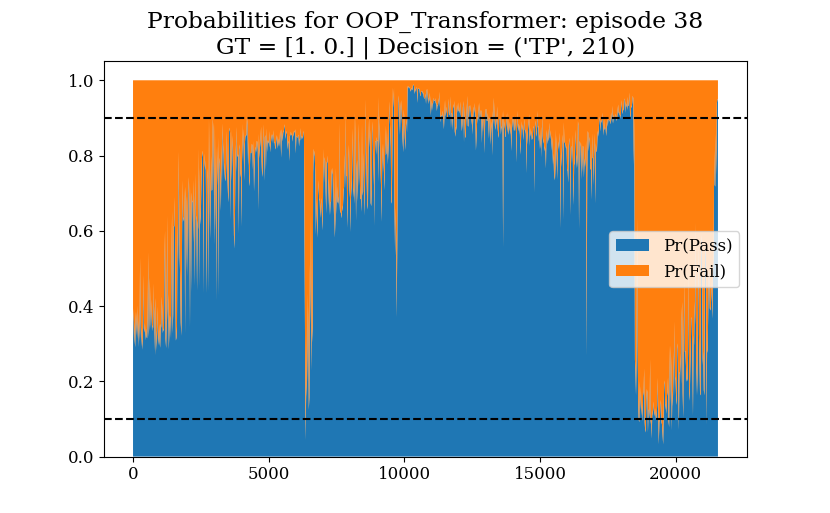 Probabilities for OOP_Transformer: episode 38
GT = [1. 0.] | Decision = ('TP', 210)
1.0
0.8
0.6
0.4
0.2
0.0
Pr(Pass)
Pr(Fail)
0
5000
10000
15000
20000